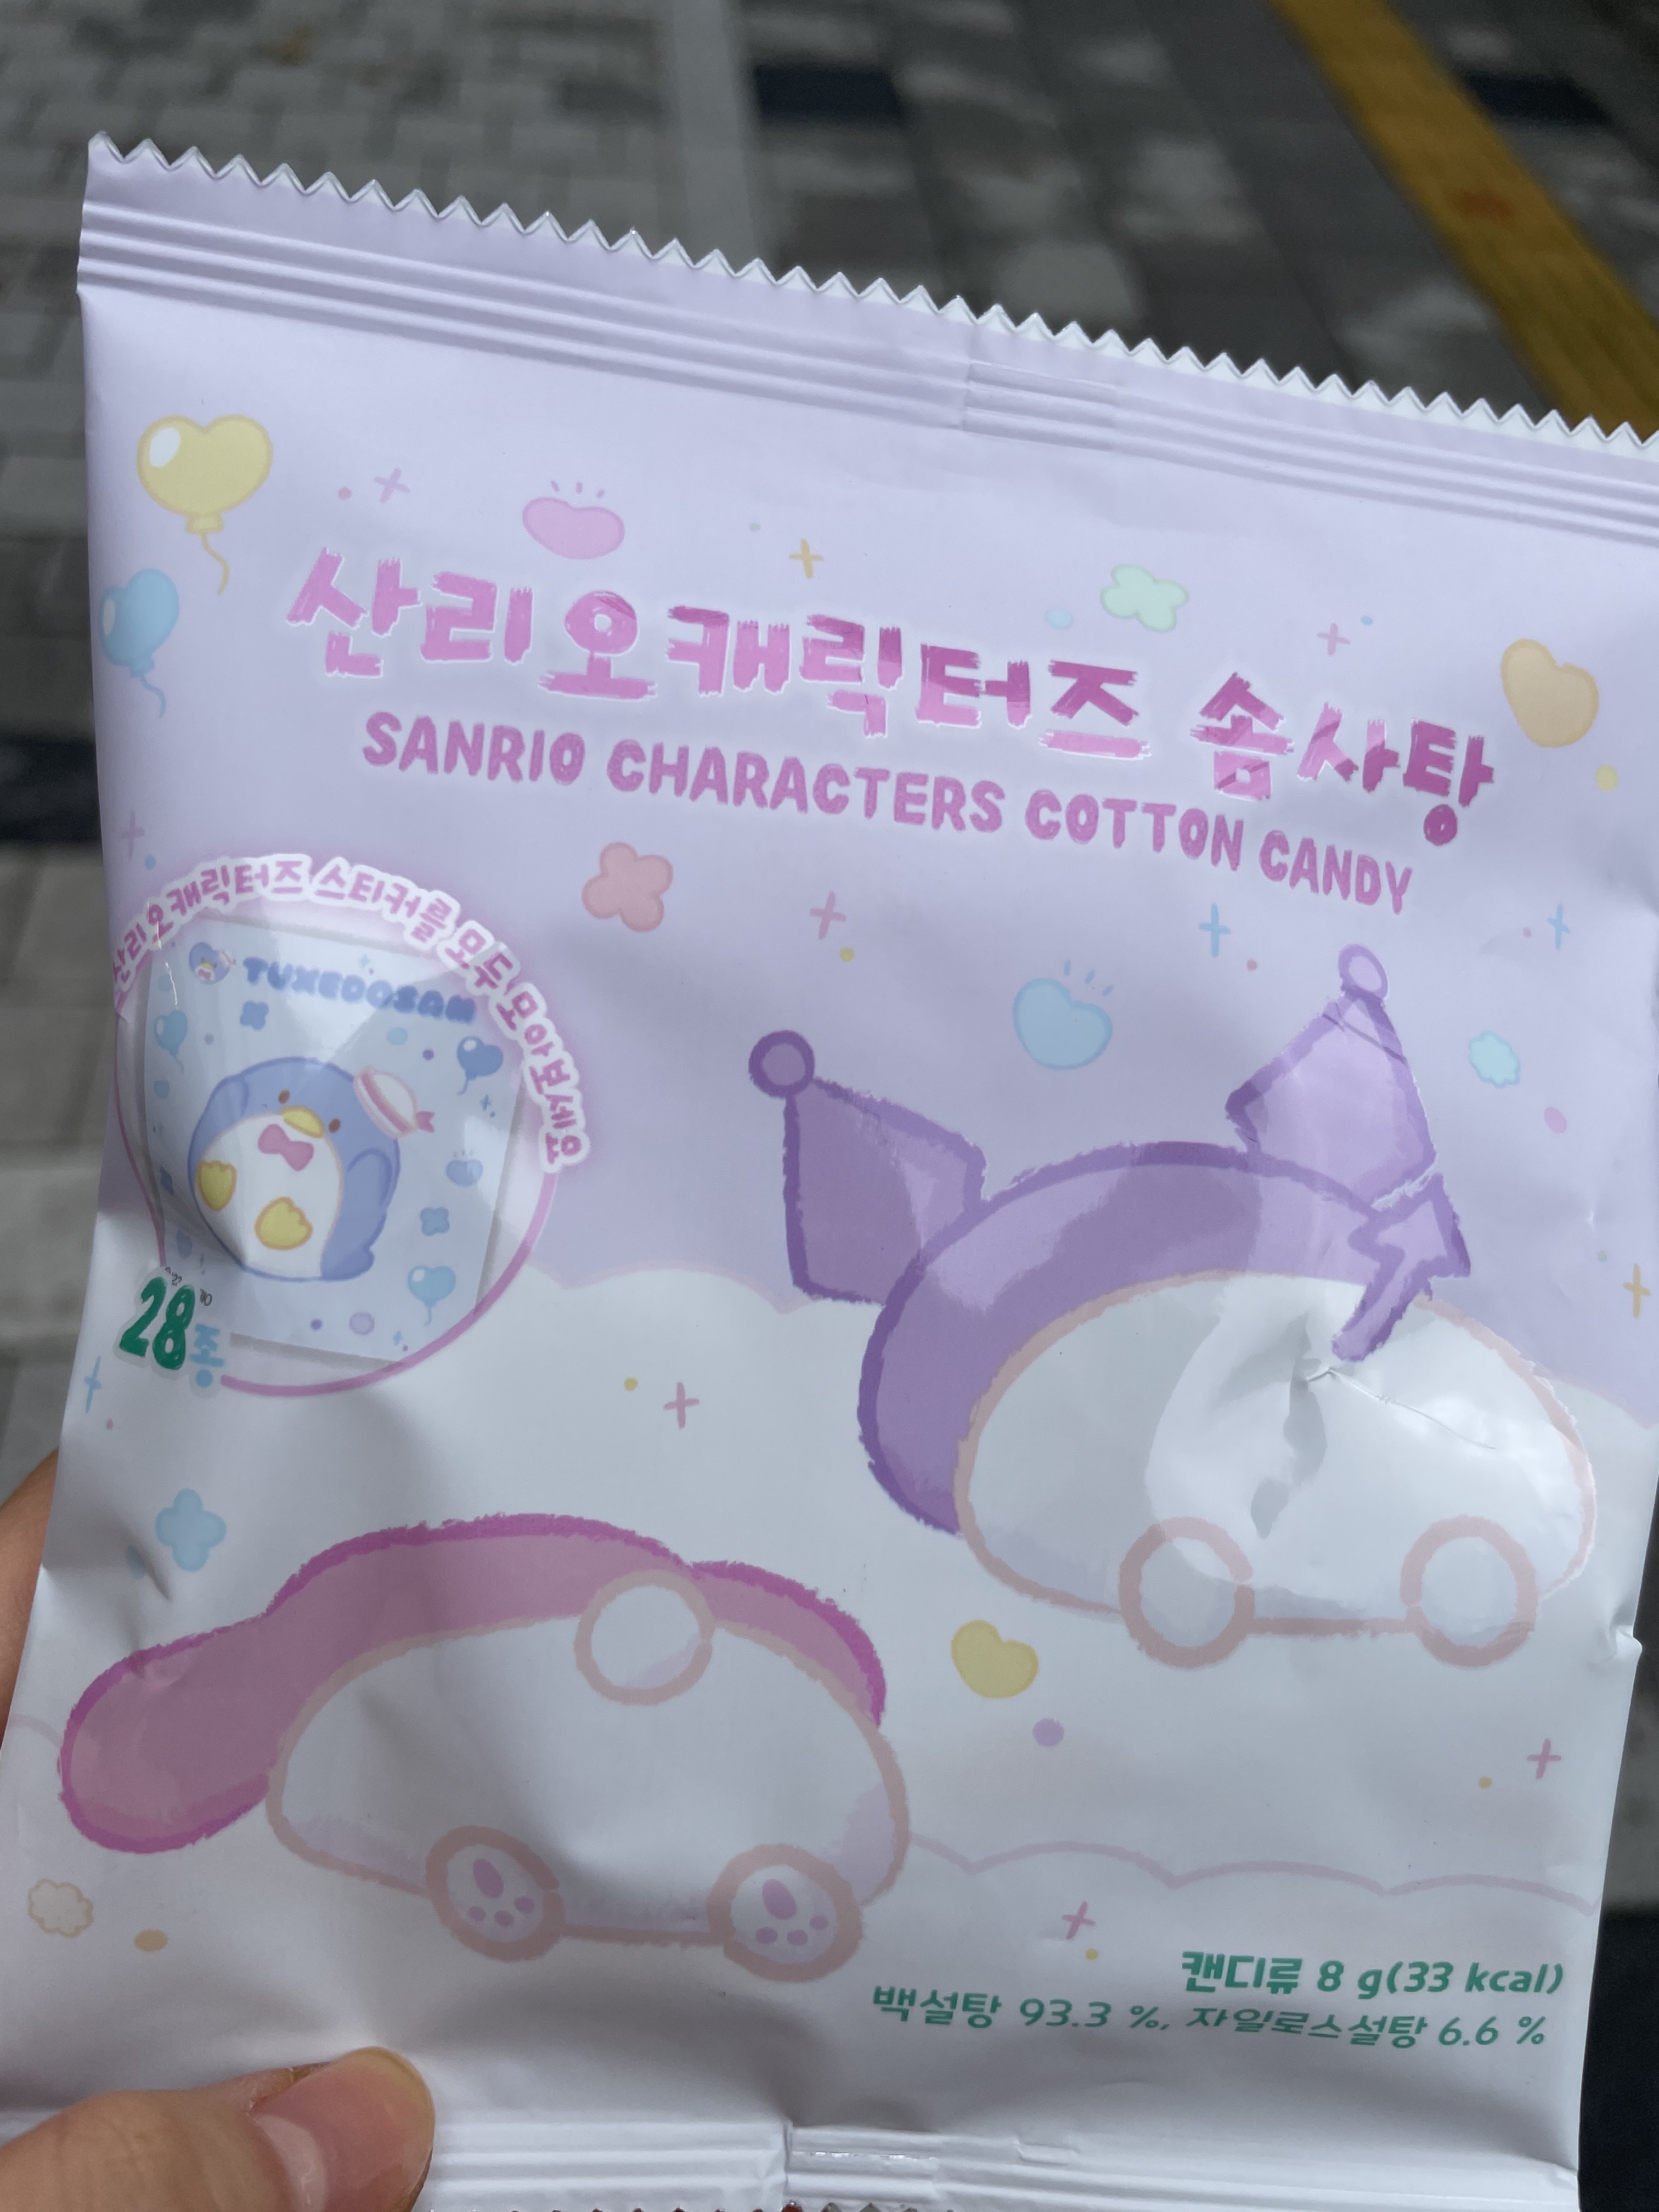 산리오캐릭터즈 솜사탕
SANRIO CHARACTERS COTTON CANDY
산리오캐릭터즈 스티커를 모두 모아보세요
TUXEDOSAM
28종
캔디류 8 g(33 kcal)
백설탕 93.3 %, 자일로스설탕 6.6 %